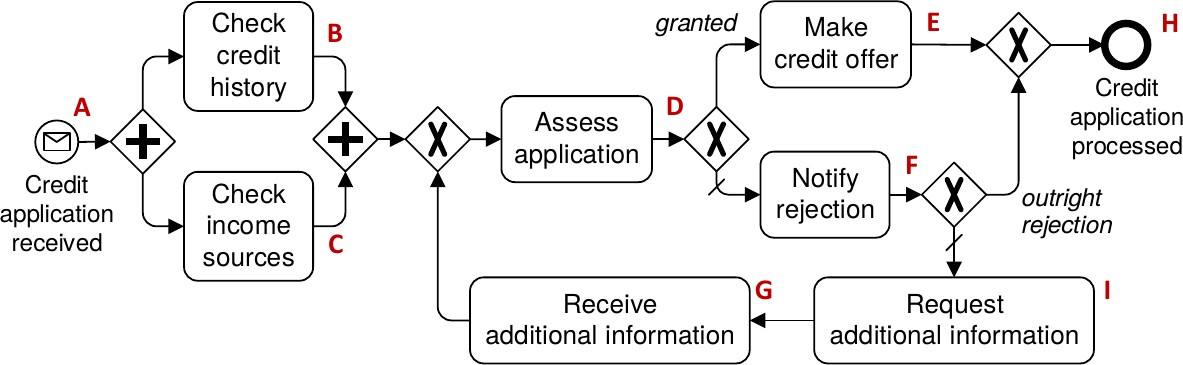 A
Credit
application
received
Check
credit
history
B
Check
income
sources
C
Assess
application
D
granted
Make
credit offer
E
Notify
rejection
F
outright
rejection
H
Credit
application
processed
Receive
additional information
G
Request
additional information
I